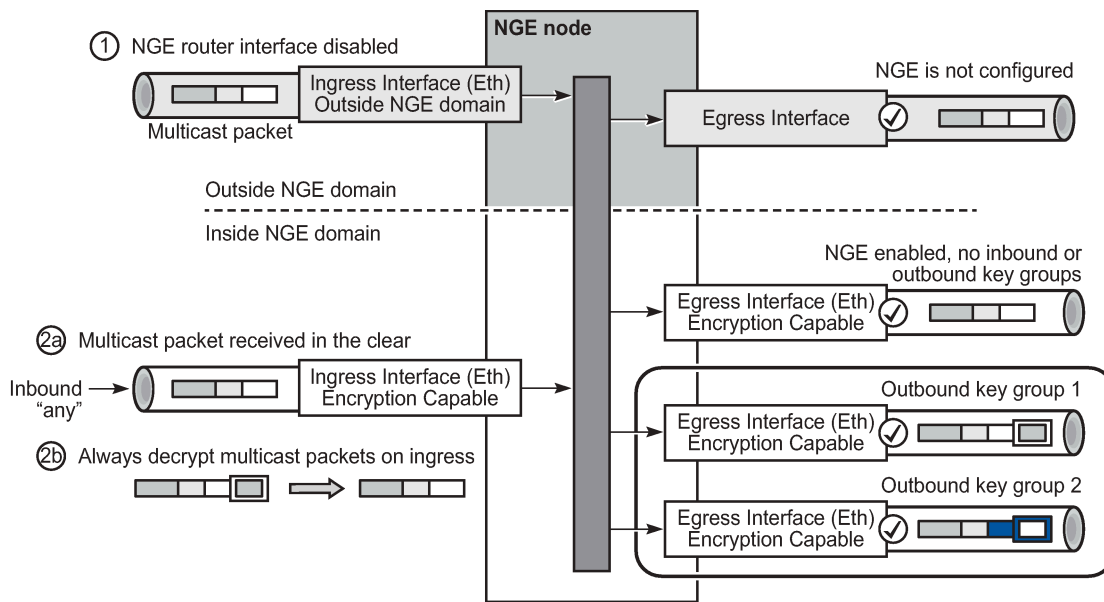 NGE node
1 NGE router interface disabled
Ingress Interface (Eth)
Outside NGE domain
Multicast packet
NGE is not configured
Egress Interface
Outside NGE domain
Inside NGE domain
NGE enabled, no inbound or
outbound key groups
Egress Interface (Eth)
Encryption Capable
2a Multicast packet received in the clear
Inbound
“any”
Ingress Interface (Eth)
Encryption Capable
Outbound key group 1
Egress Interface (Eth)
Encryption Capable
2b Always decrypt multicast packets on ingress
Outbound key group 2
Egress Interface (Eth)
Encryption Capable